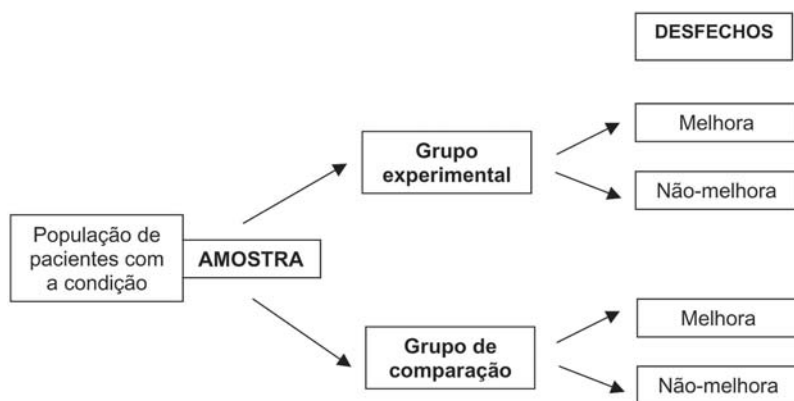 DESFECHOS
Melhora
Grupo
experimental
Não-melhora
População de
pacientes com
a condição
AMOSTRA
Melhora
Grupo de
comparação
Não-melhora